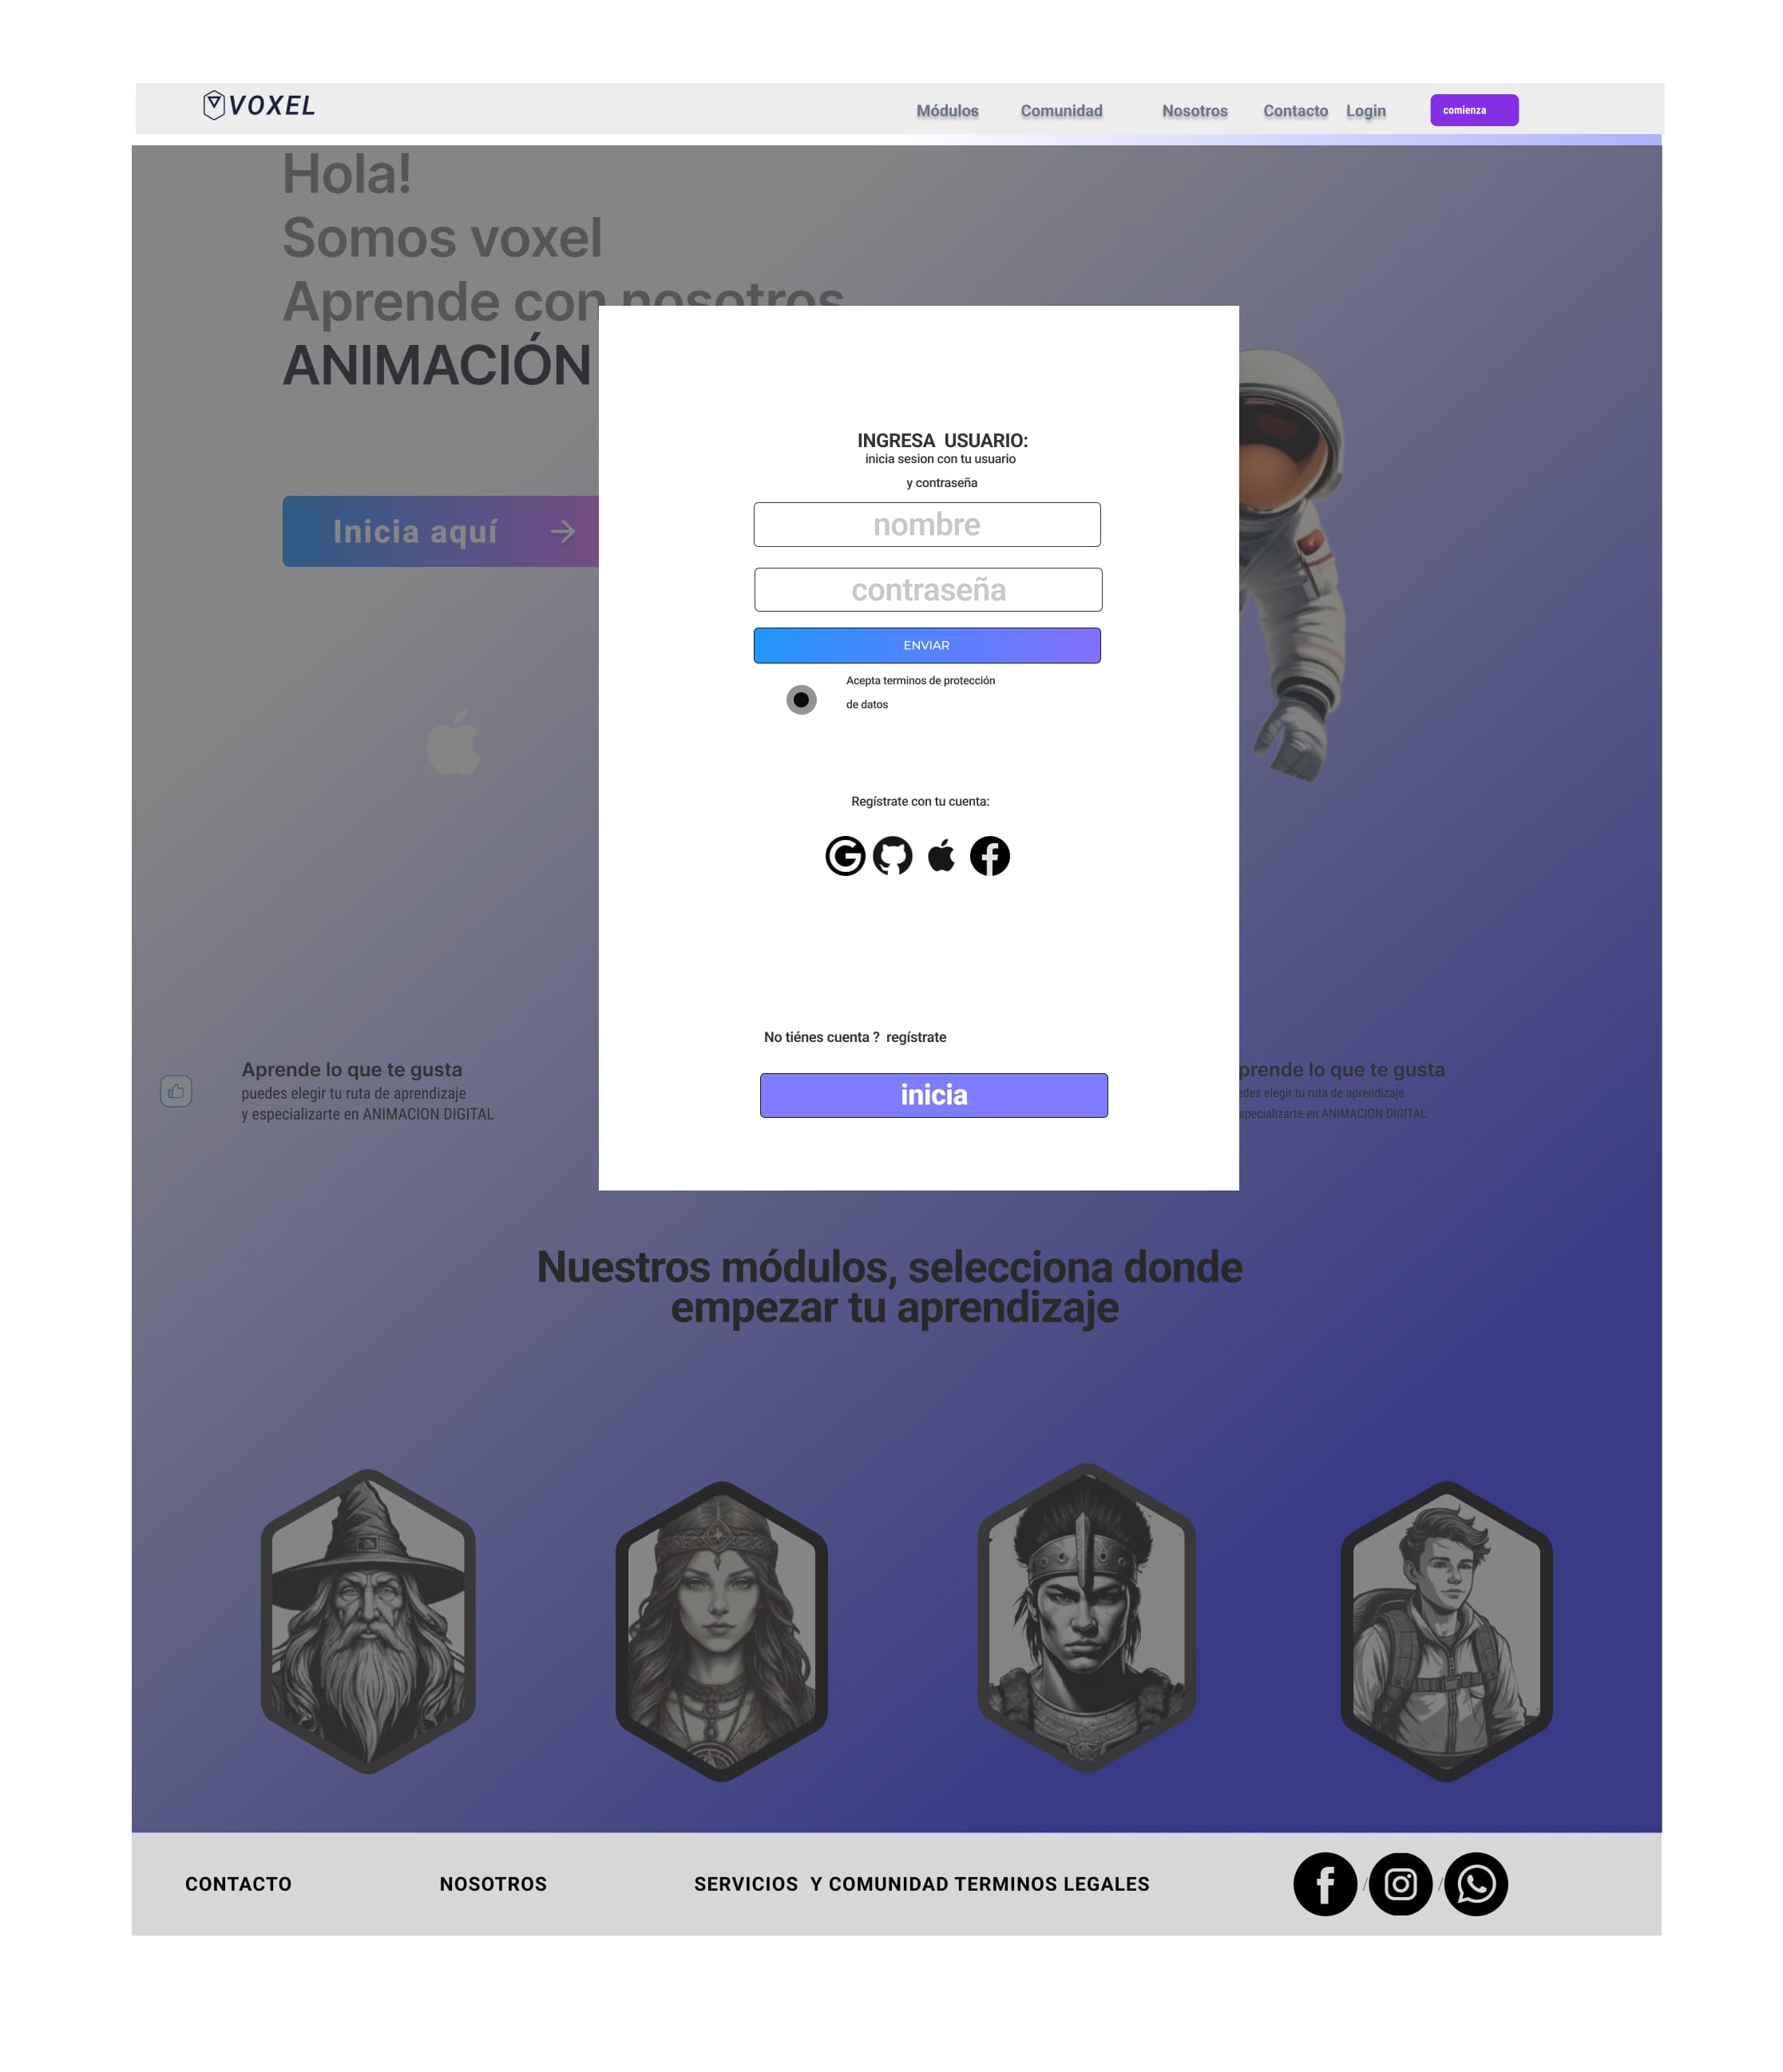 VOXEL
Módulos Comunidad Nosotros Contacto Login comienza
Hola!
Somos voxel
Aprende con nosotros
ANIMACIÓN
Inicia aquí
INGRESA USUARIO:
inicia sesion con tu usuario
y contraseña
nombre
contraseña
ENVIAR
Acepta terminos de protección
de datos
Regístrate con tu cuenta:
No tiénes cuenta ? regístrate
inicia
Aprende lo que te gusta
puedes elegir tu ruta de aprendizaje
y especializarte en ANIMACION DIGITAL
prende lo que te gusta
edes elegir tu ruta de aprendizaje
specializarte en ANIMACION DIGITAL
Nuestros módulos, selecciona donde
empezar tu aprendizaje
CONTACTO NOSOTROS SERVICIOS Y COMUNIDAD TERMINOS LEGALES / /